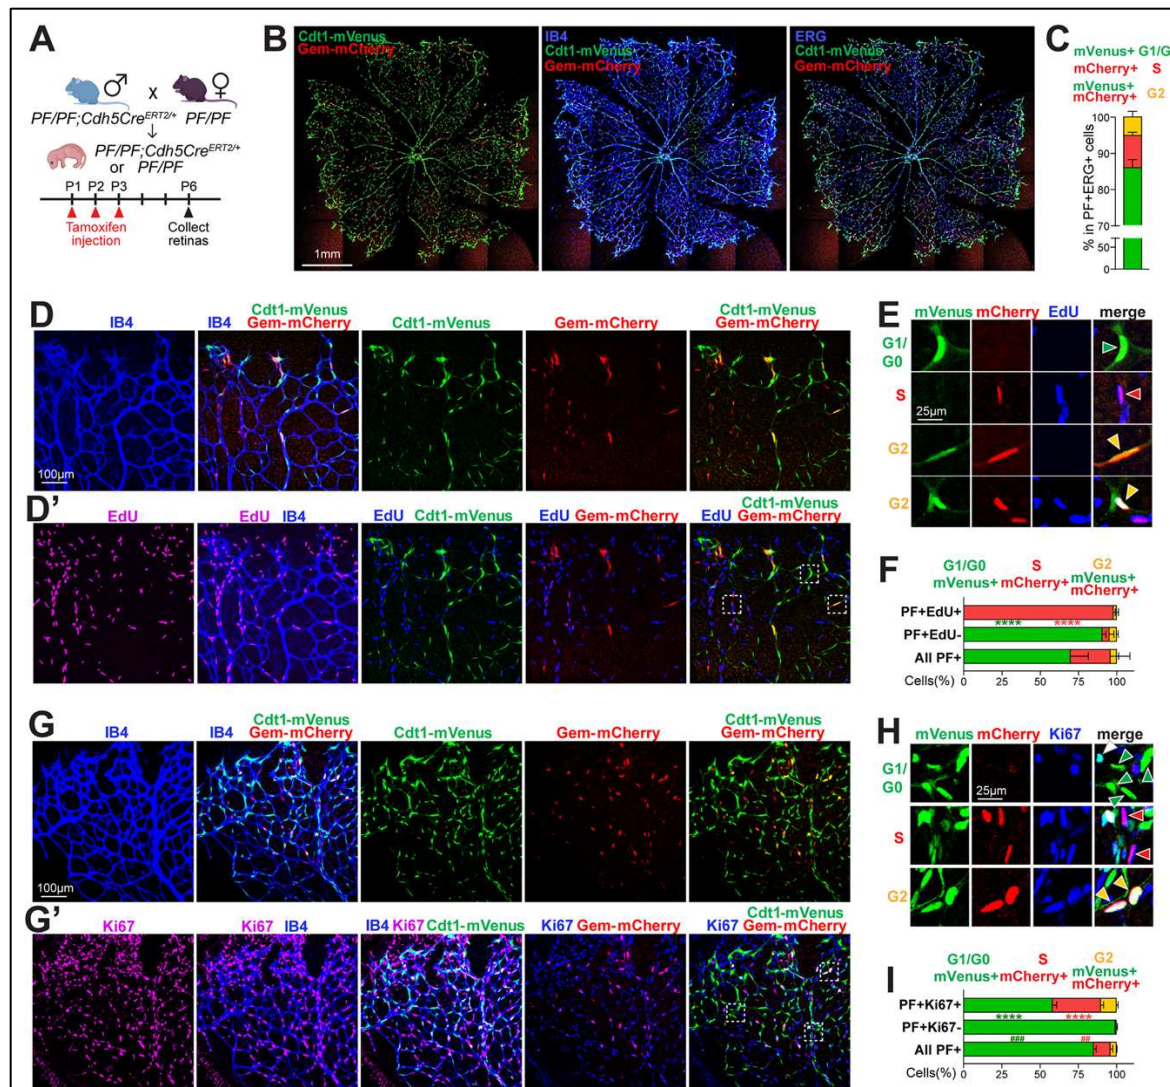 A
♂ x ♀
PF/PF;Cdh5Cre^ERT2/+ PF/PF
PF/PF;Cdh5Cre^ERT2/+
or PF/PF
P1 P2 P3 P6
Tamoxifen injection
Collect retinas
B
Cdt1-mVenus
Gem-mCherry
1mm
IB4
Cdt1-mVenus
Gem-mCherry
ERG
Cdt1-mVenus
Gem-mCherry
C
mVenus+ G1/G
mCherry+ S
mVenus+
mCherry+ G2
% in PF+ERG+ cells
100
90
80
70
50
0
D
IB4
100µm
IB4 Cdt1-mVenus
Gem-mCherry
Cdt1-mVenus
Gem-mCherry
Cdt1-mVenus
Gem-mCherry
D'
EdU
EdU IB4
EdU Cdt1-mVenus
EdU Gem-mCherry
EdU Cdt1-mVenus
Gem-mCherry
E
mVenus mCherry EdU merge
G1/
G0
S
25µm
G2
G2
F
G1/G0 S G2
mVenus+ mCherry+ mVenus+
mCherry+
PF+EdU+
**** ****
PF+EdU-
All PF+
Cells(%) 0 25 50 75 100
G
IB4
100µm
IB4 Cdt1-mVenus
Gem-mCherry
Cdt1-mVenus
Gem-mCherry
Cdt1-mVenus
Gem-mCherry
G'
Ki67
Ki67 IB4
IB4 Ki67 Cdt1-mVenus
Ki67 Gem-mCherry
Ki67 Cdt1-mVenus
Gem-mCherry
H
mVenus mCherry Ki67 merge
G1/
G0
25µm
S
G2
I
G1/G0 S G2
mVenus+ mCherry+ mVenus+
mCherry+
PF+Ki67+
**** ****
PF+Ki67-
### ##
All PF+
Cells(%) 0 25 50 75 100